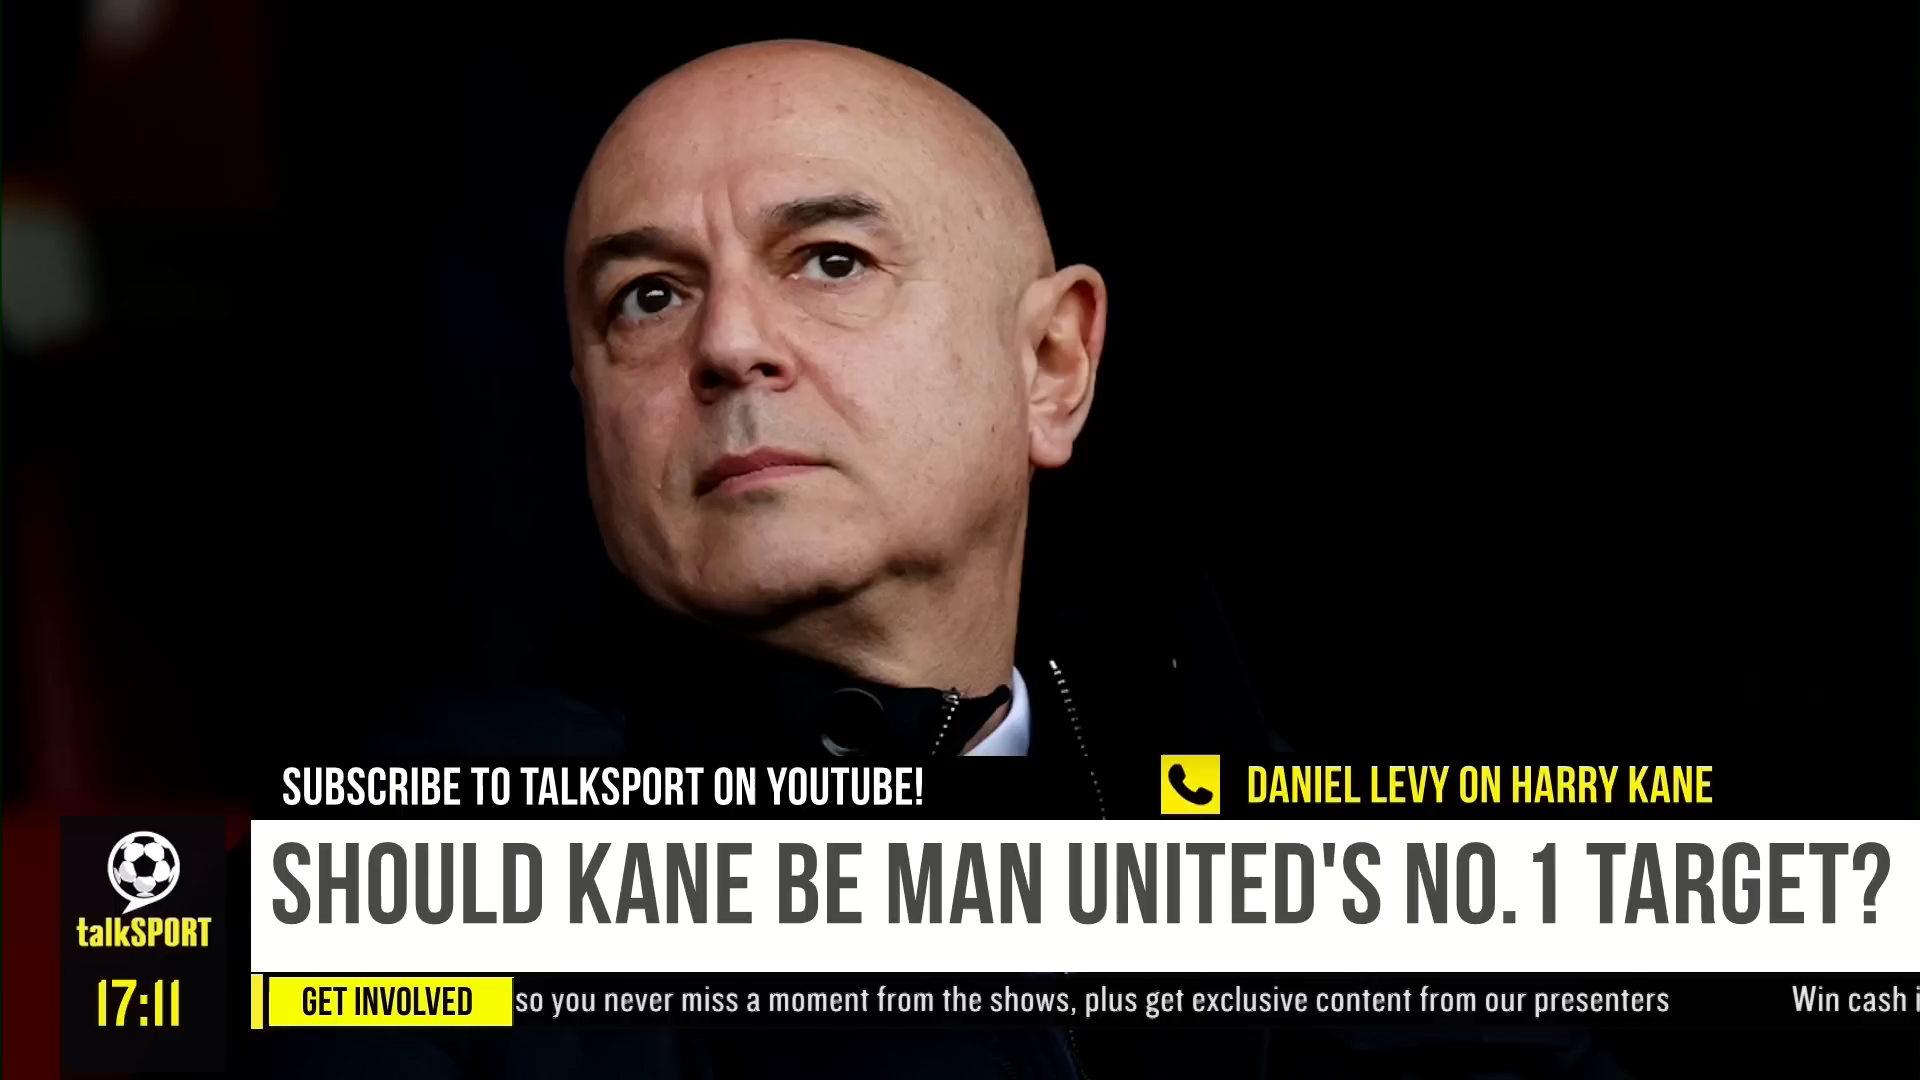 SUBSCRIBE TO TALKSPORT ON YOUTUBE!
DANIEL LEVY ON HARRY KANE
SHOULD KANE BE MAN UNITED'S NO.1 TARGET?
talkSPORT
17:11
GET INVOLVED
so you never miss a moment from the shows, plus get exclusive content from our presenters
Win cash